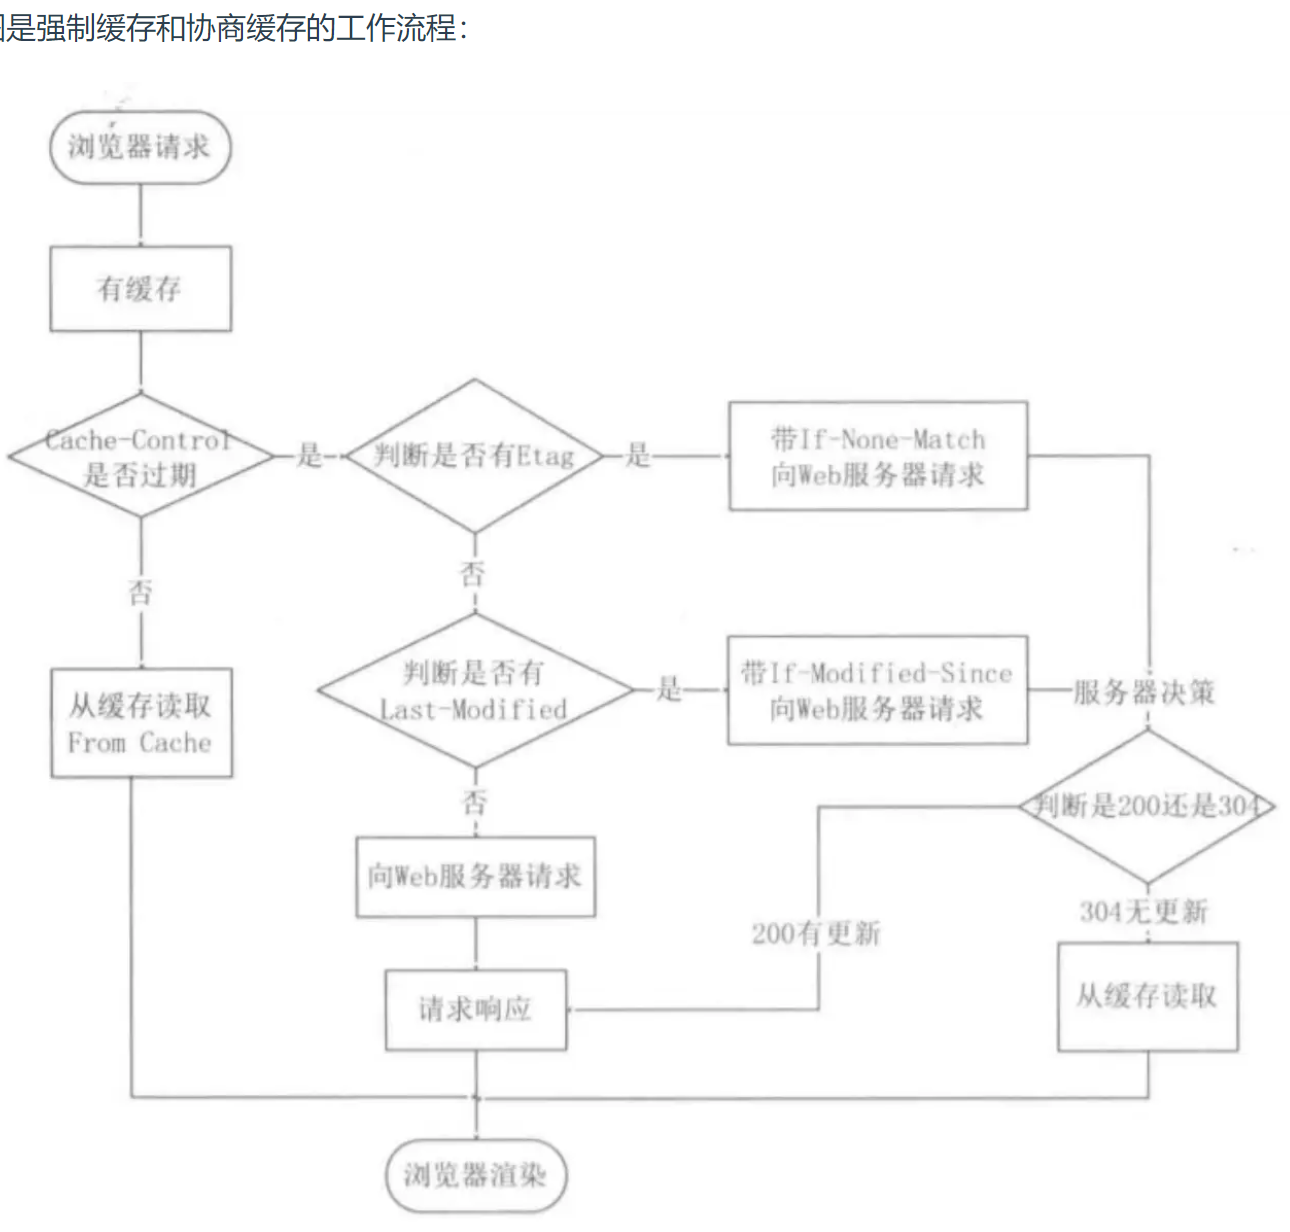 是强制缓存和协商缓存的工作流程：
浏览器请求
有缓存
Cache-Control
是否过期
是
判断是否有Etag
是
带If-None-Match
向Web服务器请求
否
否
从缓存读取
From Cache
判断是否有
Last-Modified
是
带If-Modified-Since
向Web服务器请求
服务器决策
判断是200还是304
否
向Web服务器请求
200有更新
304无更新
请求响应
从缓存读取
浏览器渲染